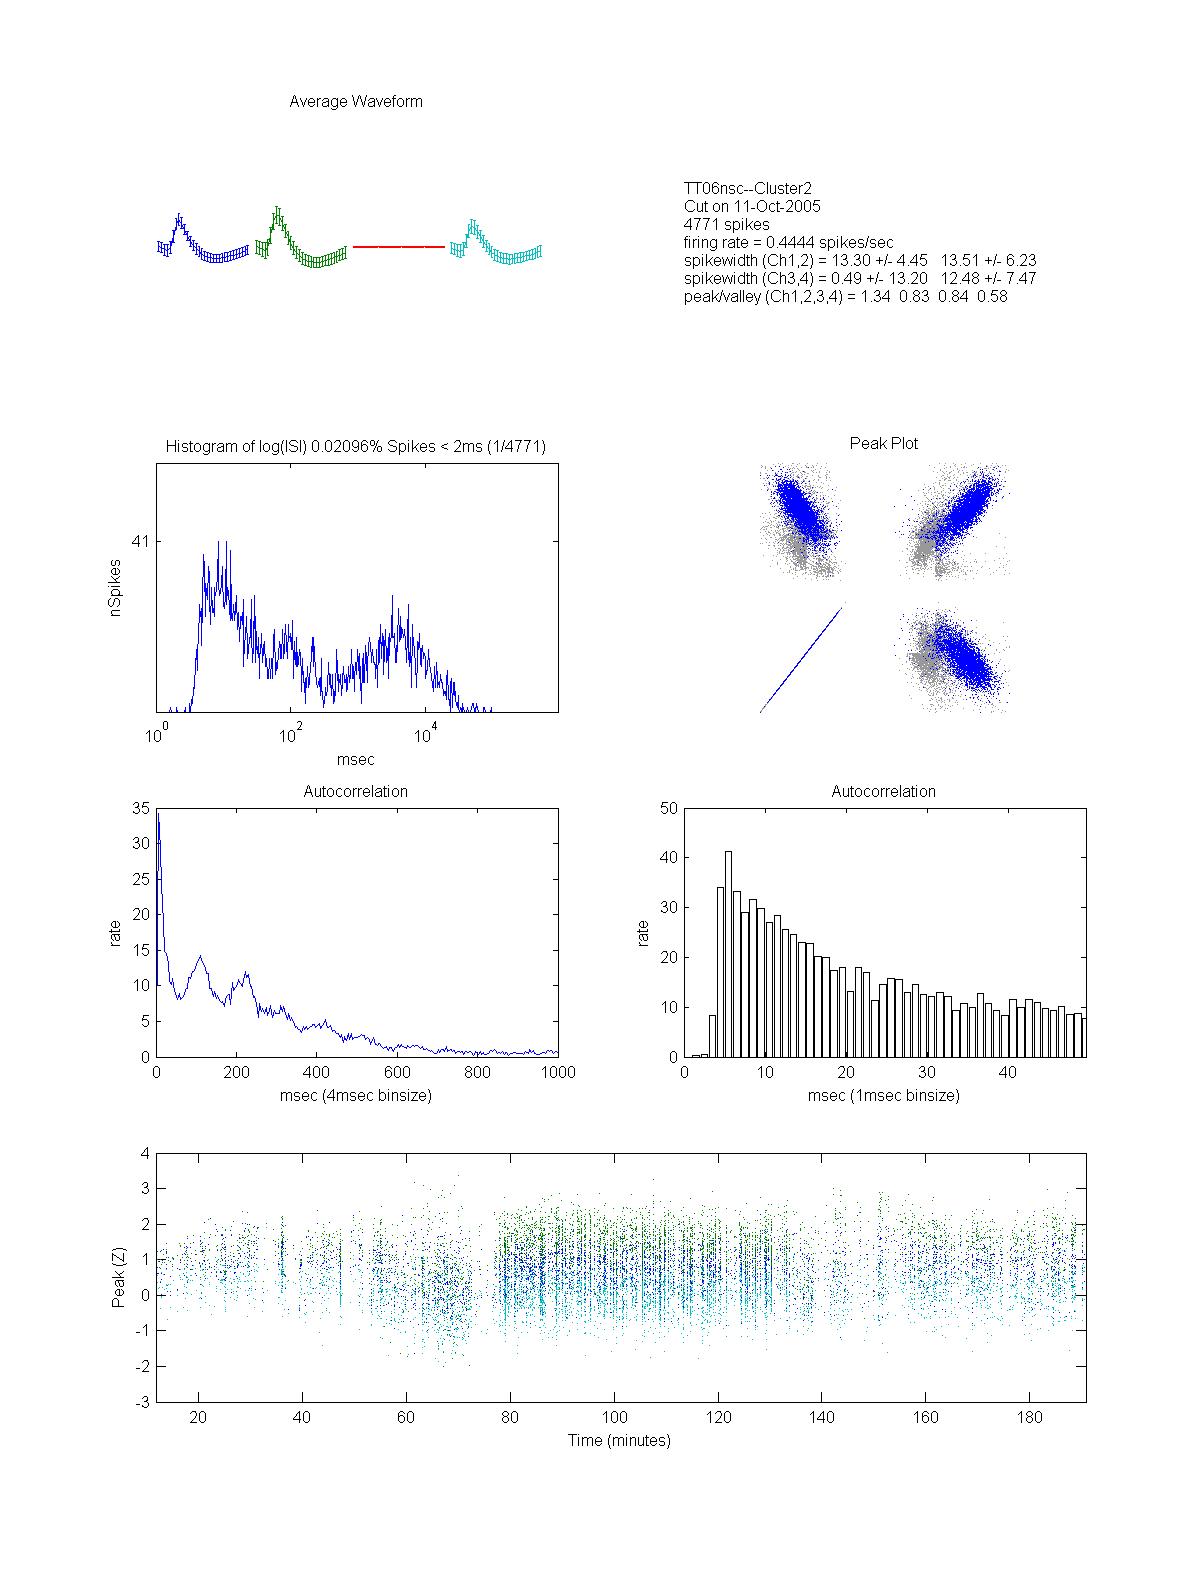 Average Waveform
TT06nsc--Cluster2
Cut on 11-Oct-2005
4771 spikes
firing rate = 0.4444 spikes/sec
spikewidth (Ch1,2) = 13.30 +/- 4.45   13.51 +/- 6.23
spikewidth (Ch3,4) = 0.49 +/- 13.20   12.48 +/- 7.47
peak/valley (Ch1,2,3,4) = 1.34  0.83  0.84  0.58
Histogram of log(ISI) 0.02096% Spikes < 2ms (1/4771)
41
nSpikes
10^0 10^2 10^4
msec
Peak Plot
Autocorrelation
35
30
25
20
15
10
5
0
rate
0 200 400 600 800 1000
msec (4msec binsize)
Autocorrelation
50
40
30
20
10
0
rate
0 10 20 30 40
msec (1msec binsize)
4
3
2
1
0
-1
-2
-3
Peak (Z)
20 40 60 80 100 120 140 160 180
Time (minutes)